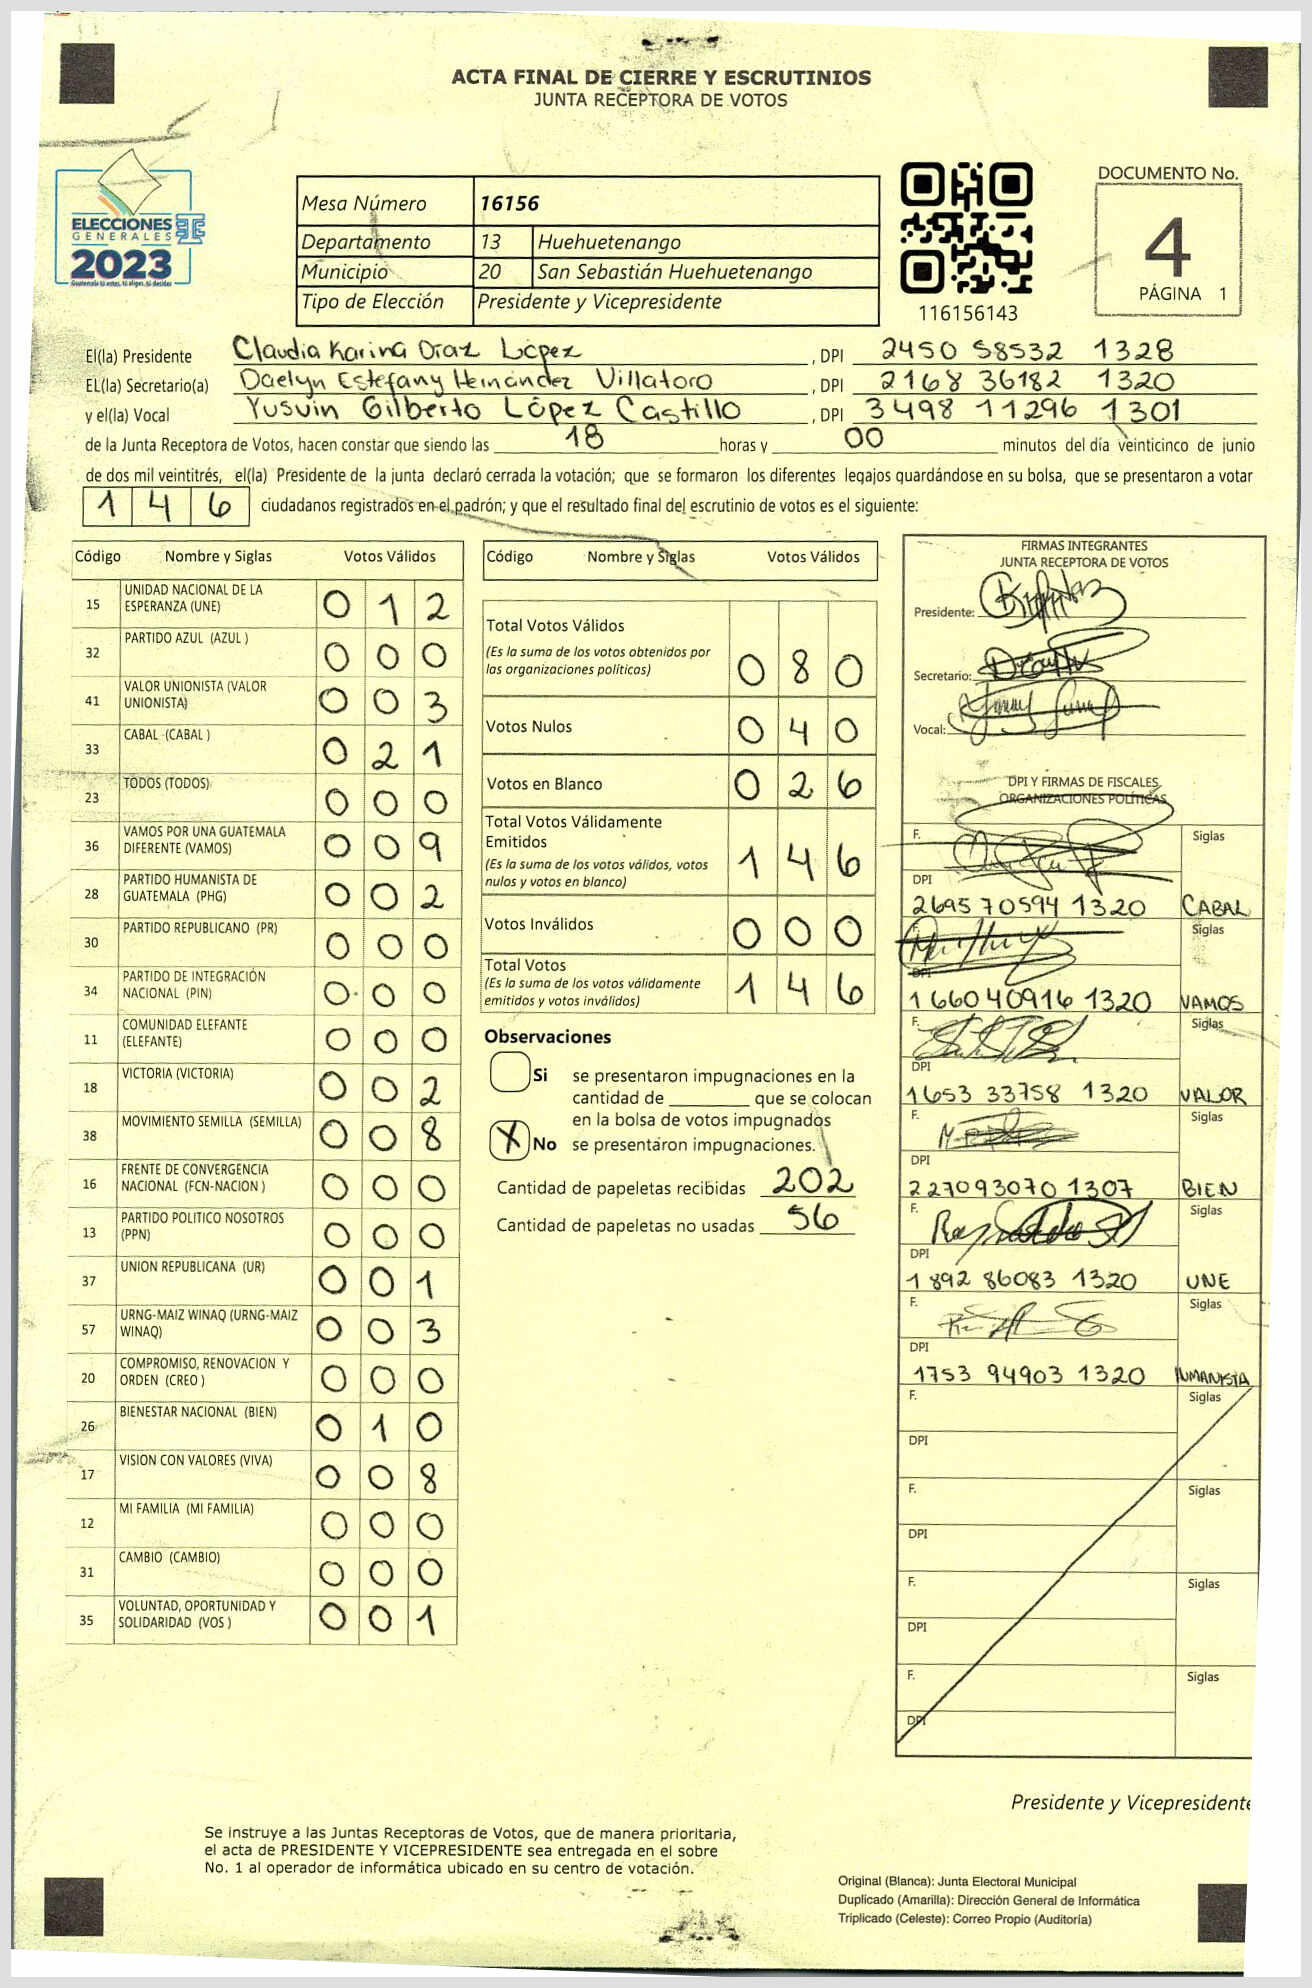 ACTA FINAL DE CIERRE Y ESCRUTINIOS
JUNTA RECEPTORA DE VOTOS
ELECCIONES
GENERALES
2023
Guatemala tú eres, tú eliges, tú decides
Mesa Número 16156
Departamento 13 Huehuetenango
Municipio 20 San Sebastián Huehuetenango
Tipo de Elección Presidente y Vicepresidente
116156143
DOCUMENTO No.
4
PÁGINA 1
El(la) Presidente Claudia Karina Díaz López, DPI 2450 58532 1328
EL(la) Secretario(a) Daelyn Estefany Hernández Villatoro, DPI 2168 36182 1320
y el(la) Vocal Yusvin Gilberto López Castillo, DPI 3498 11296 1301
de la Junta Receptora de Votos, hacen constar que siendo las 18 horas y 00 minutos del día veinticinco de junio
de dos mil veintitrés, el(la) Presidente de la junta declaró cerrada la votación; que se formaron los diferentes legajos guardándose en su bolsa, que se presentaron a votar
146 ciudadanos registrados en el padrón; y que el resultado final del escrutinio de votos es el siguiente:
Código Nombre y Siglas Votos Válidos
15 UNIDAD NACIONAL DE LA ESPERANZA (UNE) 0 1 2
32 PARTIDO AZUL (AZUL ) 0 0 0
41 VALOR UNIONISTA (VALOR UNIONISTA) 0 0 3
33 CABAL (CABAL ) 0 2 1
23 TODOS (TODOS) 0 0 0
36 VAMOS POR UNA GUATEMALA DIFERENTE (VAMOS) 0 0 9
28 PARTIDO HUMANISTA DE GUATEMALA (PHG) 0 0 2
30 PARTIDO REPUBLICANO (PR) 0 0 0
34 PARTIDO DE INTEGRACIÓN NACIONAL (PIN) 0 0 0
11 COMUNIDAD ELEFANTE (ELEFANTE) 0 0 0
18 VICTORIA (VICTORIA) 0 0 2
38 MOVIMIENTO SEMILLA (SEMILLA) 0 0 8
16 FRENTE DE CONVERGENCIA NACIONAL (FCN-NACION ) 0 0 0
13 PARTIDO POLITICO NOSOTROS (PPN) 0 0 0
37 UNION REPUBLICANA (UR) 0 0 1
57 URNG-MAIZ WINAQ (URNG-MAIZ WINAQ) 0 0 3
20 COMPROMISO, RENOVACION Y ORDEN (CREO ) 0 0 0
26 BIENESTAR NACIONAL (BIEN) 0 1 0
17 VISION CON VALORES (VIVA) 0 0 8
12 MI FAMILIA (MI FAMILIA) 0 0 0
31 CAMBIO (CAMBIO) 0 0 0
35 VOLUNTAD, OPORTUNIDAD Y SOLIDARIDAD (VOS ) 0 0 1
Código Nombre y Siglas Votos Válidos
Total Votos Válidos 0 8 0
(Es la suma de los votos obtenidos por
las organizaciones políticas)
Votos Nulos 0 4 0
Votos en Blanco 0 2 6
Total Votos Válidamente
Emitidos 1 4 6
(Es la suma de los votos válidos, votos
nulos y votos en blanco)
Votos Inválidos 0 0 0
Total Votos 1 4 6
(Es la suma de los votos válidamente
emitidos y votos inválidos)
Observaciones
Si se presentaron impugnaciones en la
cantidad de ________ que se colocan
en la bolsa de votos impugnados
X No se presentaron impugnaciones.
Cantidad de papeletas recibidas 202
Cantidad de papeletas no usadas 56
FIRMAS INTEGRANTES
JUNTA RECEPTORA DE VOTOS
Presidente:
Secretario:
Vocal:
DPI Y FIRMAS DE FISCALES
ORGANIZACIONES POLÍTICAS
F. Siglas
DPI
2695 70594 1320 CABAL
F. Siglas
DPI
1660 40916 1320 VAMOS
F. Siglas
DPI
1653 33758 1320 VALOR
F. Siglas
DPI
227093070 1307 BIEN
F. Siglas
DPI
1892 86083 1320 UNE
F. Siglas
DPI
1753 94903 1320 HUMANISTA
F. Siglas
DPI
F. Siglas
DPI
F. Siglas
DPI
F. Siglas
DPI
Presidente y Vicepresidente
Se instruye a las Juntas Receptoras de Votos, que de manera prioritaria,
el acta de PRESIDENTE Y VICEPRESIDENTE sea entregada en el sobre
No. 1 al operador de informática ubicado en su centro de votación.
Original (Blanca): Junta Electoral Municipal
Duplicado (Amarilla): Dirección General de Informática
Triplicado (Celeste): Correo Propio (Auditoría)